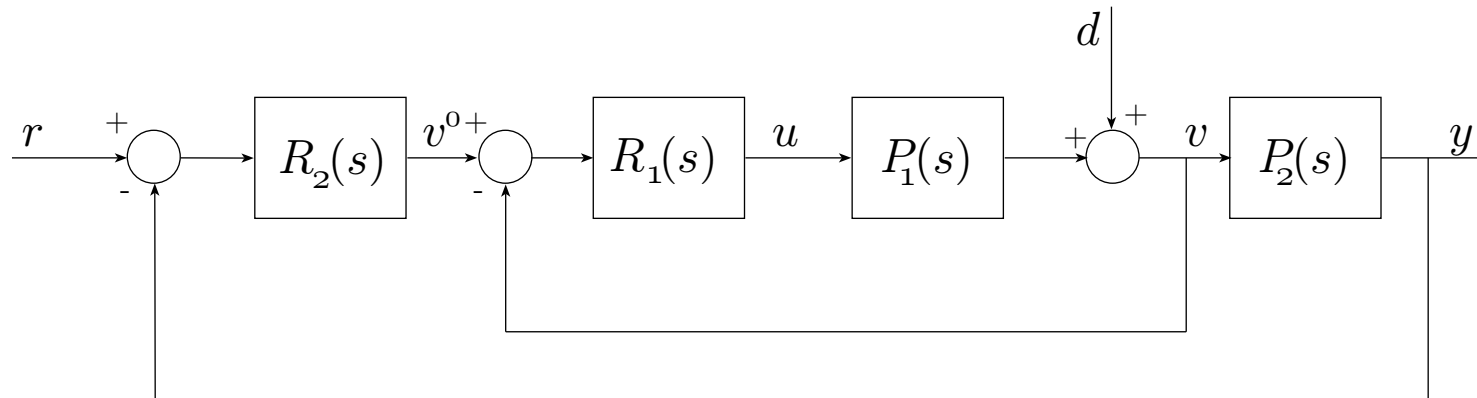 d
+
r + R₂(s) v⁰ + R₁(s) u P₁(s) + v P₂(s) y
- -